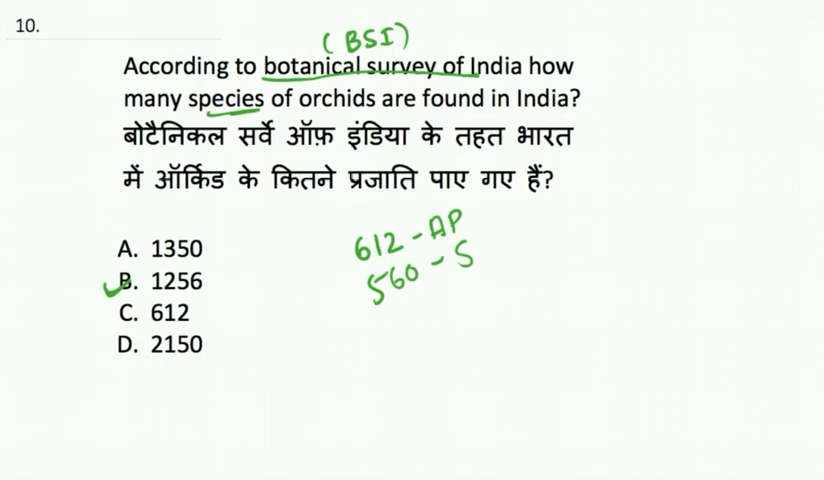 10.
(BSI)
According to botanical survey of India how
many species of orchids are found in India?
बोटैनिकल सर्वे ऑफ़ इंडिया के तहत भारत
में ऑर्किड के कितने प्रजाति पाए गए हैं?
612 - AP
A. 1350
560 - S
B. 1256
C. 612
D. 2150